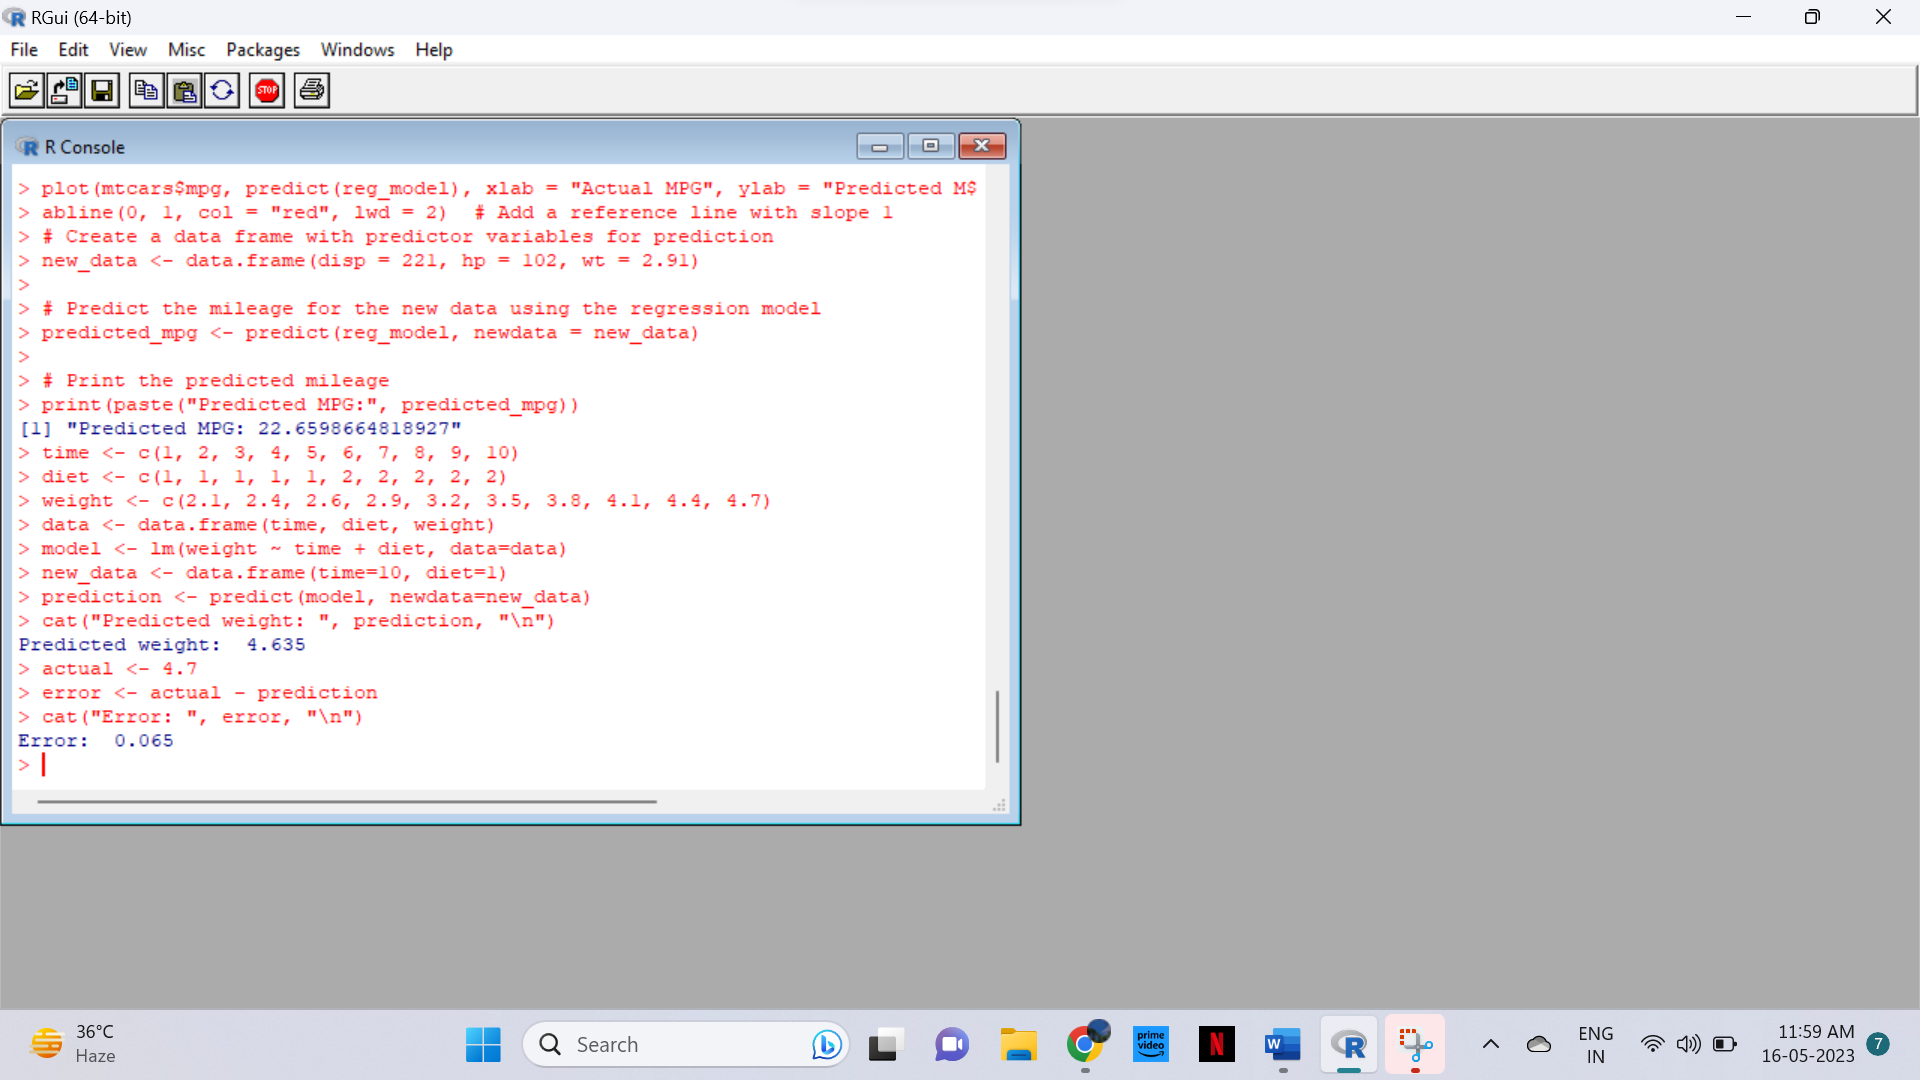 RGui (64-bit)
File Edit View Misc Packages Windows Help
STOP
R Console
> plot(mtcars$mpg, predict(reg_model), xlab = "Actual MPG", ylab = "Predicted M$
> abline(0, 1, col = "red", lwd = 2)  # Add a reference line with slope 1
> # Create a data frame with predictor variables for prediction
> new_data <- data.frame(disp = 221, hp = 102, wt = 2.91)
>
> # Predict the mileage for the new data using the regression model
> predicted_mpg <- predict(reg_model, newdata = new_data)
>
> # Print the predicted mileage
> print(paste("Predicted MPG:", predicted_mpg))
[1] "Predicted MPG: 22.6598664818927"
> time <- c(1, 2, 3, 4, 5, 6, 7, 8, 9, 10)
> diet <- c(1, 1, 1, 1, 1, 2, 2, 2, 2, 2)
> weight <- c(2.1, 2.4, 2.6, 2.9, 3.2, 3.5, 3.8, 4.1, 4.4, 4.7)
> data <- data.frame(time, diet, weight)
> model <- lm(weight ~ time + diet, data=data)
> new_data <- data.frame(time=10, diet=1)
> prediction <- predict(model, newdata=new_data)
> cat("Predicted weight: ", prediction, "\n")
Predicted weight:  4.635
> actual <- 4.7
> error <- actual - prediction
> cat("Error: ", error, "\n")
Error:  0.065
>
36°C
Haze
Search
prime video
N
W
R
ENG
IN
11:59 AM
16-05-2023
7